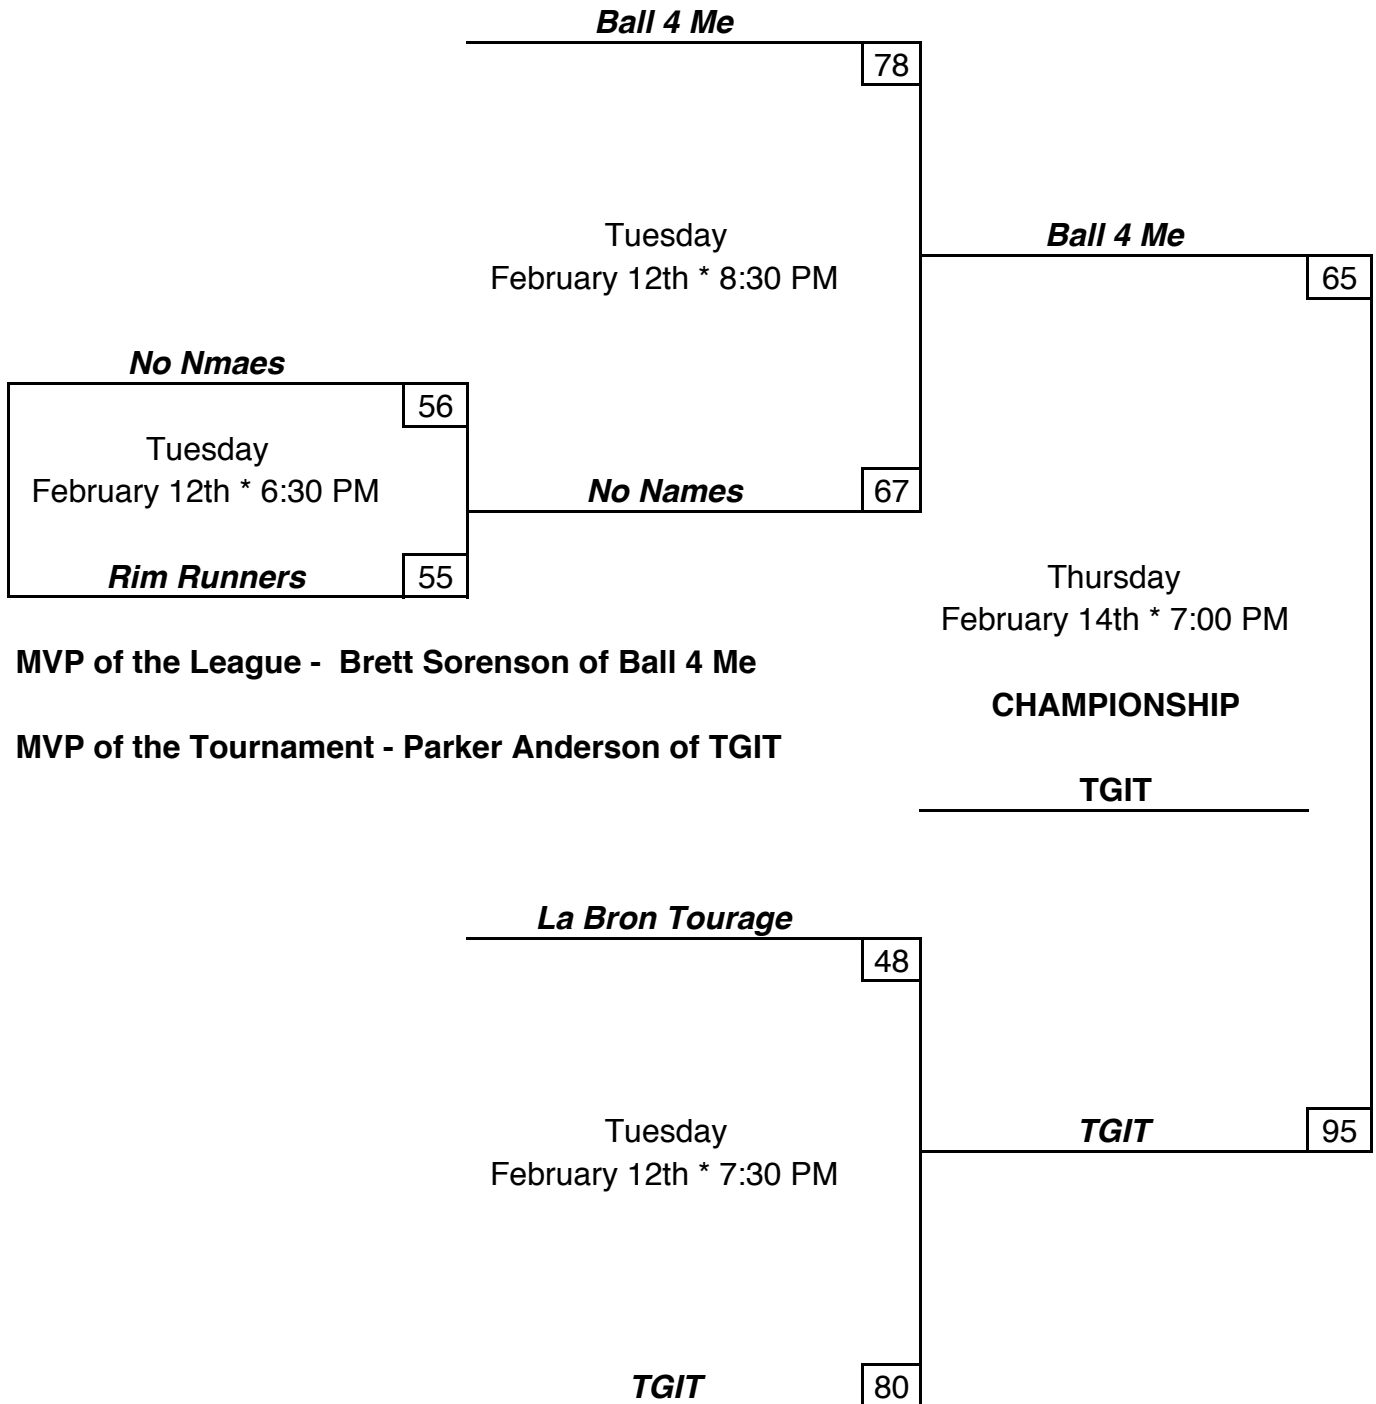 Ball 4 Me
78
Tuesday
February 12th * 8:30 PM
Ball 4 Me
65
No Nmaes
56
Tuesday
February 12th * 6:30 PM
No Names
67
Rim Runners
55
Thursday
February 14th * 7:00 PM
MVP of the League -  Brett Sorenson of Ball 4 Me
CHAMPIONSHIP
MVP of the Tournament - Parker Anderson of TGIT
TGIT
La Bron Tourage
48
Tuesday
February 12th * 7:30 PM
TGIT
95
TGIT
80